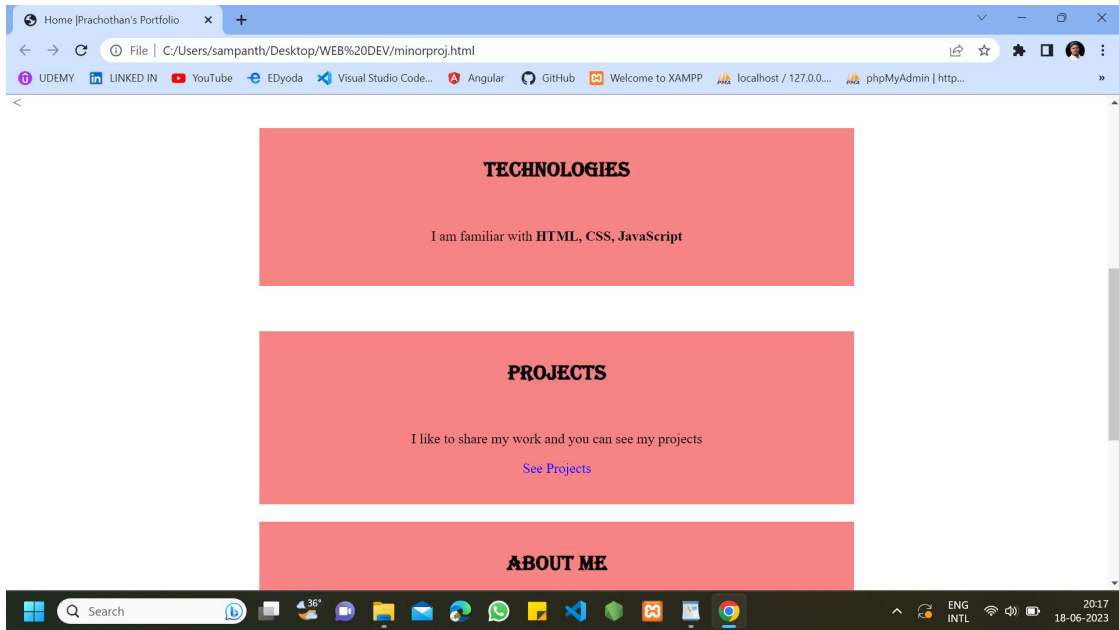 Home |Prachothan's Portfolio
File | C:/Users/sampanth/Desktop/WEB%20DEV/minorproj.html
UDEMY LINKED IN YouTube EDyoda Visual Studio Code... Angular GitHub Welcome to XAMPP localhost / 127.0.0.... phpMyAdmin | http... »
<
TECHNOLOGIES
I am familiar with HTML, CSS, JavaScript
PROJECTS
I like to share my work and you can see my projects
See Projects
ABOUT ME
Search 36° ENG 20:17
INTL 18-06-2023